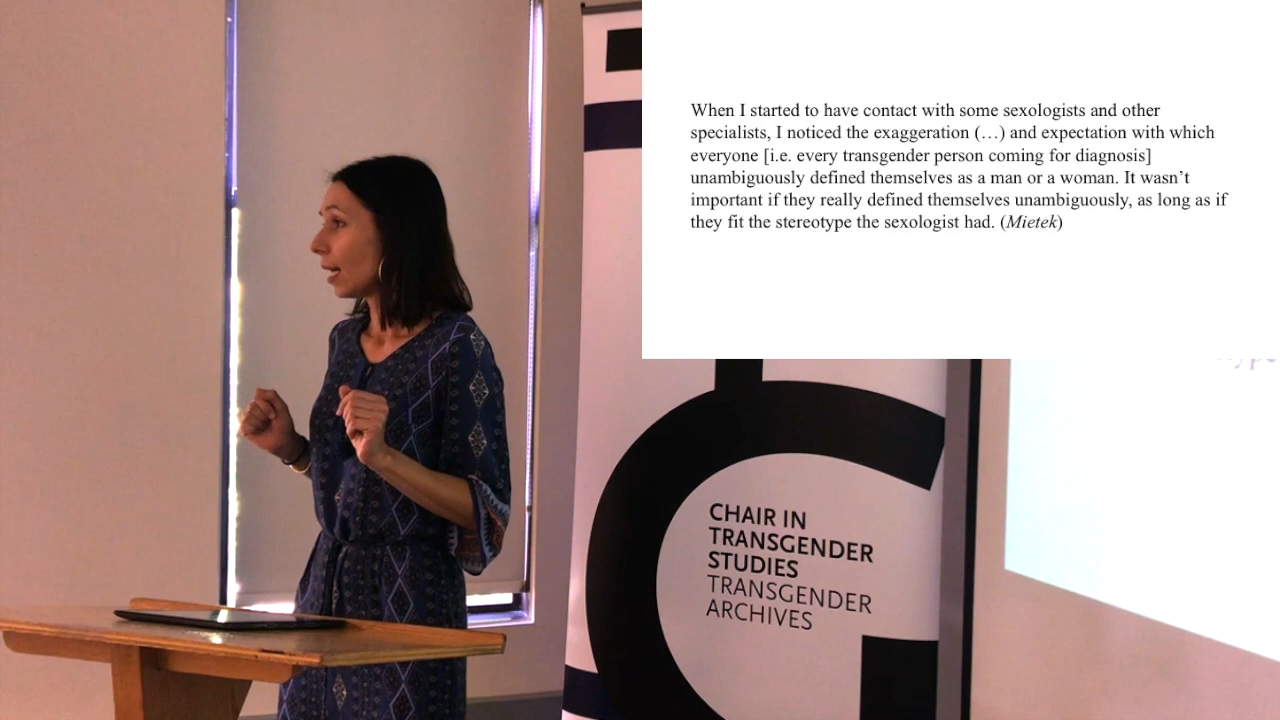 When I started to have contact with some sexologists and other
specialists, I noticed the exaggeration (…) and expectation with which
everyone [i.e. every transgender person coming for diagnosis]
unambiguously defined themselves as a man or a woman. It wasn’t
important if they really defined themselves unambiguously, as long as if
they fit the stereotype the sexologist had. (Mietek)
CHAIR IN
TRANSGENDER
STUDIES
TRANSGENDER
ARCHIVES